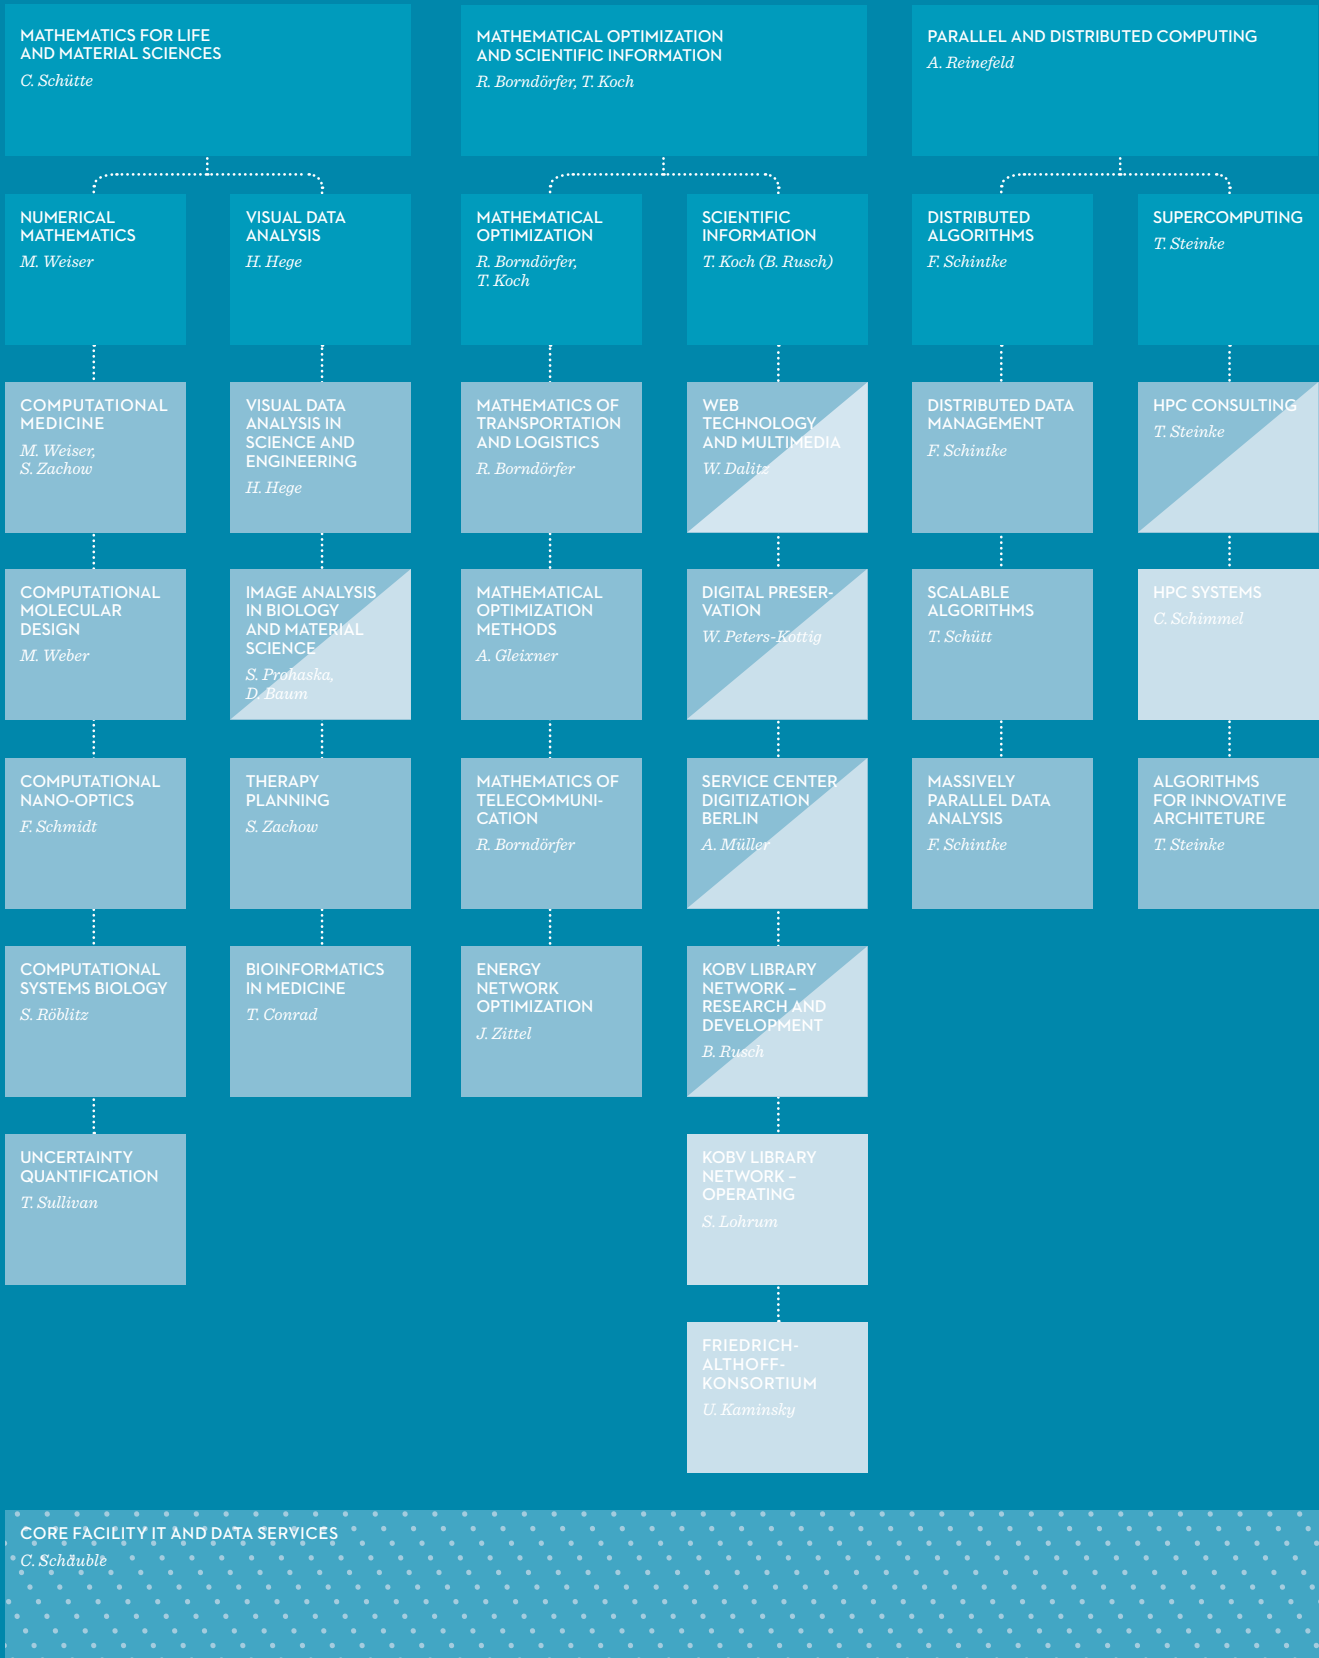 MATHEMATICS FOR LIFE
AND MATERIAL SCIENCES
C. Schütte
MATHEMATICAL OPTIMIZATION
AND SCIENTIFIC INFORMATION
R. Borndörfer, T. Koch
PARALLEL AND DISTRIBUTED COMPUTING
A. Reinefeld
NUMERICAL
MATHEMATICS
M. Weiser
VISUAL DATA
ANALYSIS
H. Hege
MATHEMATICAL
OPTIMIZATION
R. Borndörfer,
T. Koch
SCIENTIFIC
INFORMATION
T. Koch (B. Rusch)
DISTRIBUTED
ALGORITHMS
F. Schintke
SUPERCOMPUTING
T. Steinke
COMPUTATIONAL
MEDICINE
M. Weiser,
S. Zachow
VISUAL DATA
ANALYSIS IN
SCIENCE AND
ENGINEERING
H. Hege
MATHEMATICS OF
TRANSPORTATION
AND LOGISTICS
R. Borndörfer
WEB
TECHNOLOGY
AND MULTIMEDIA
W. Dalitz
DISTRIBUTED DATA
MANAGEMENT
F. Schintke
HPC CONSULTING
T. Steinke
COMPUTATIONAL
MOLECULAR
DESIGN
M. Weber
IMAGE ANALYSIS
IN BIOLOGY
AND MATERIAL
SCIENCE
S. Prohaska,
D. Baum
MATHEMATICAL
OPTIMIZATION
METHODS
A. Gleixner
DIGITAL PRESER-
VATION
W. Peters-Kottig
SCALABLE
ALGORITHMS
T. Schütt
HPC SYSTEMS
C. Schimmel
COMPUTATIONAL
NANO-OPTICS
F. Schmidt
THERAPY
PLANNING
S. Zachow
MATHEMATICS OF
TELECOMMUNI-
CATION
R. Borndörfer
SERVICE CENTER
DIGITIZATION
BERLIN
A. Müller
MASSIVELY
PARALLEL DATA
ANALYSIS
F. Schintke
ALGORITHMS
FOR INNOVATIVE
ARCHITETURE
T. Steinke
COMPUTATIONAL
SYSTEMS BIOLOGY
S. Röblitz
BIOINFORMATICS
IN MEDICINE
T. Conrad
ENERGY
NETWORK
OPTIMIZATION
J. Zittel
KOBV LIBRARY
NETWORK –
RESEARCH AND
DEVELOPMENT
B. Rusch
UNCERTAINTY
QUANTIFICATION
T. Sullivan
KOBV LIBRARY
NETWORK –
OPERATING
S. Lohrum
FRIEDRICH-
ALTHOFF-
KONSORTIUM
U. Kaminsky
CORE FACILITY IT AND DATA SERVICES
C. Schäuble